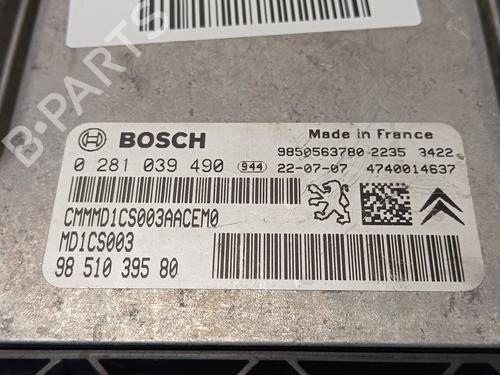 B-PARTS
BOSCH
Made in France
0 281 039 490 944
9850563780 2235 3422
22-07-07 4740014637
CMMMD1CS003AACEM0
MD1CS003
98 510 395 80